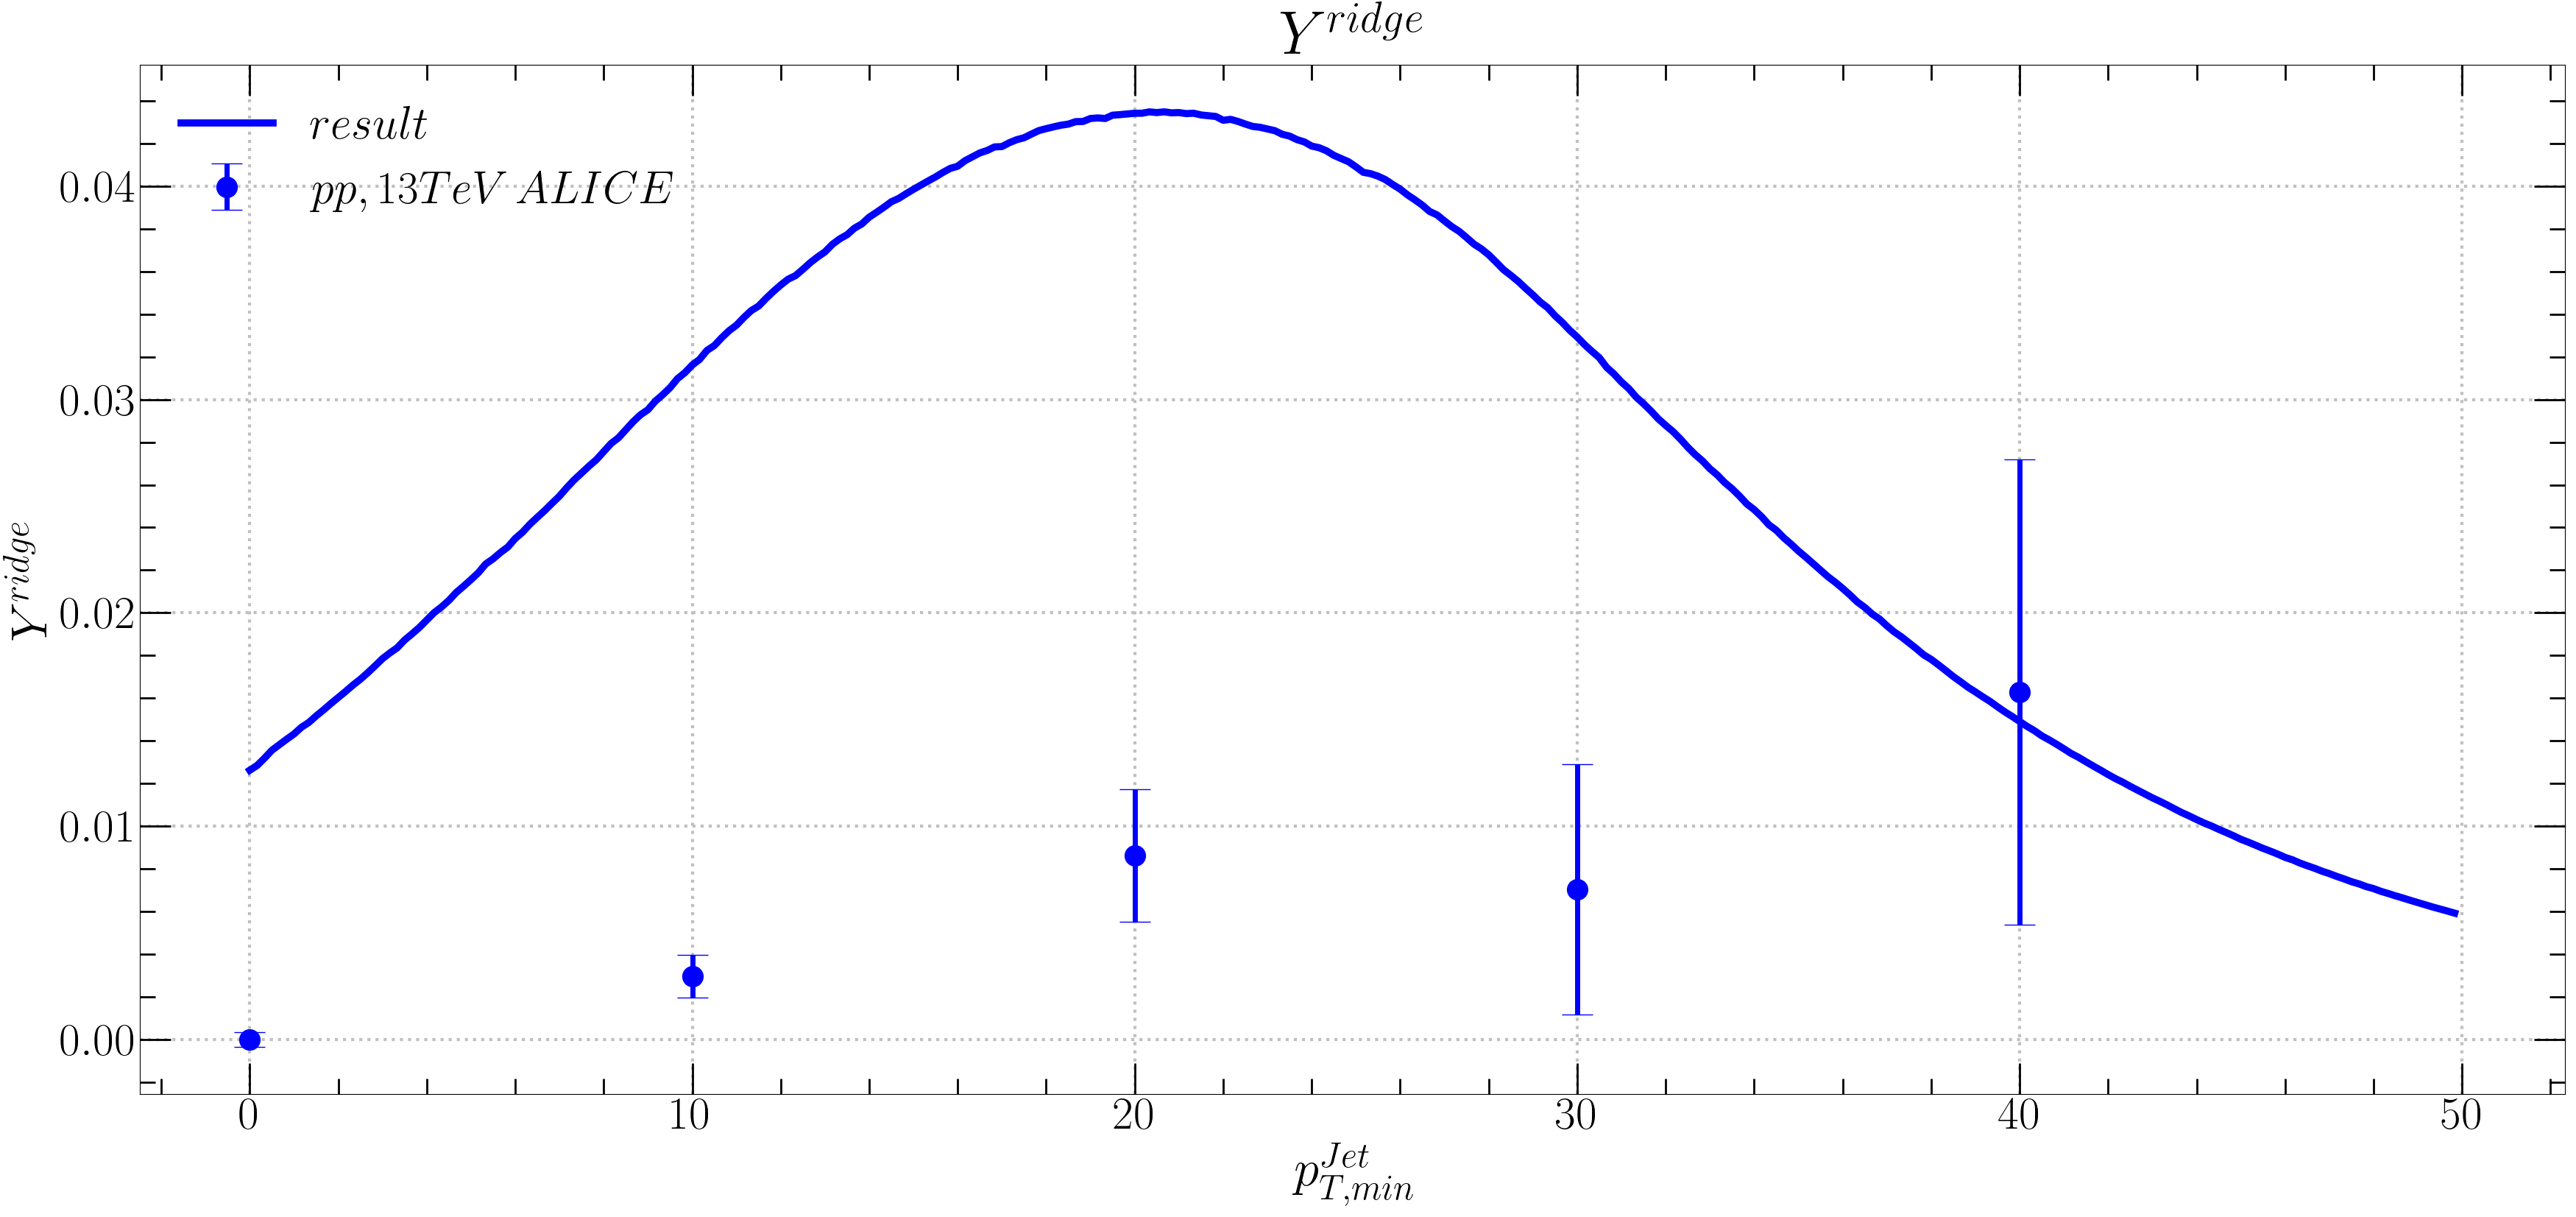 Y^{ridge}
result
pp, 13TeV ALICE
0.04
0.03
0.02
0.01
0.00
Y^{ridge}
0 10 20 30 40 50
p_{T,min}^{Jet}